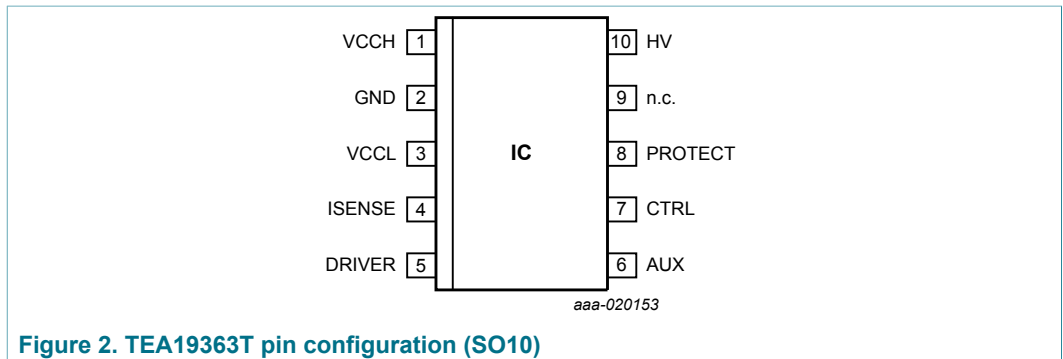 VCCH 1 10 HV
GND 2 9 n.c.
VCCL 3 IC 8 PROTECT
ISENSE 4 7 CTRL
DRIVER 5 6 AUX
aaa-020153
Figure 2. TEA19363T pin configuration (SO10)